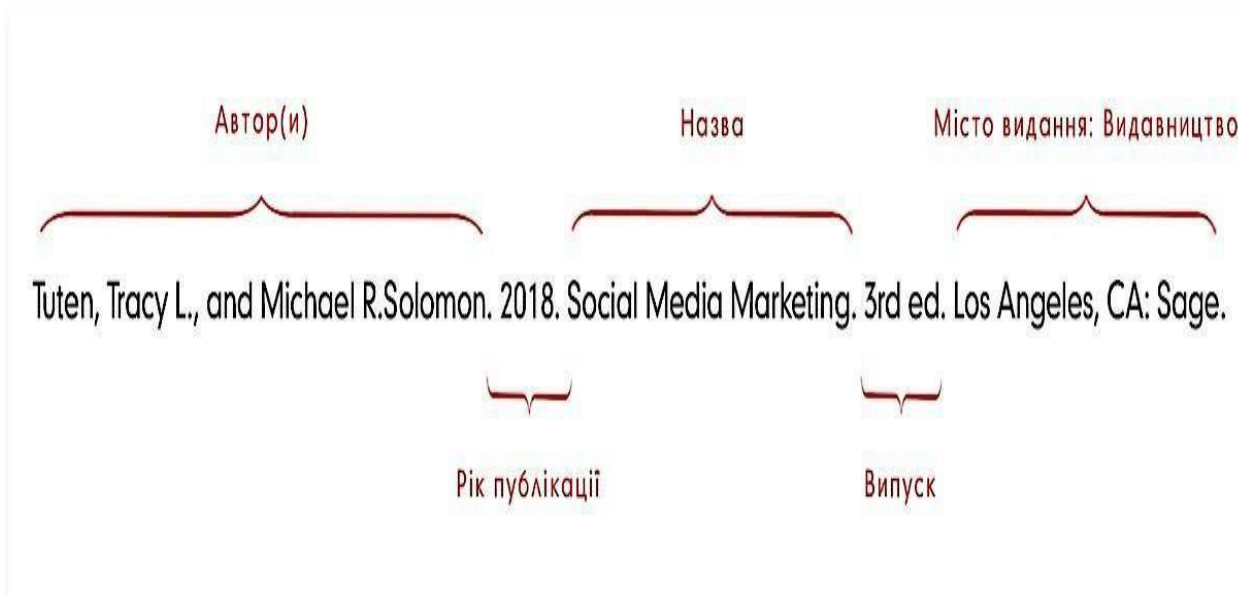 Автор(и) Назва Місто видання: Видавництво
Tuten, Tracy L., and Michael R.Solomon. 2018. Social Media Marketing. 3rd ed. Los Angeles, CA: Sage.
Рік публікації Випуск